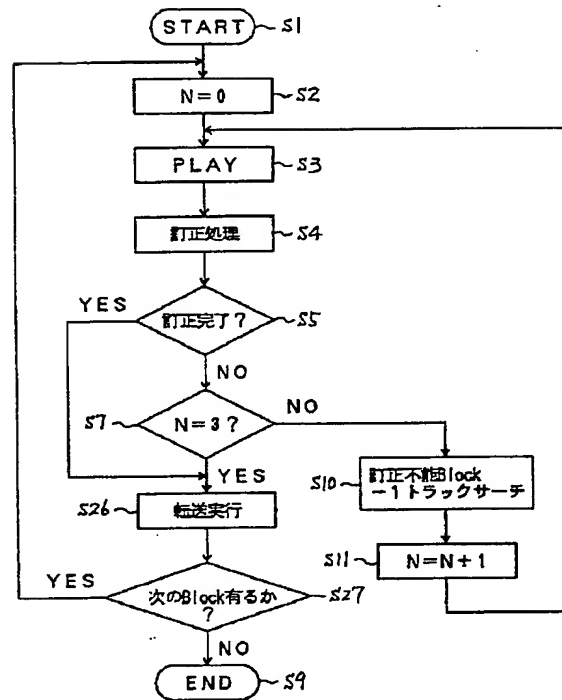 START S1
N=0 S2
PLAY S3
訂正処理 S4
YES 訂正完了? S5
NO
S7 N=3? NO
YES
S10 訂正不能Block
-1トラックサーチ
S26 転送実行
S11 N=N+1
YES 次のBlock有るか S27
?
NO
END S9